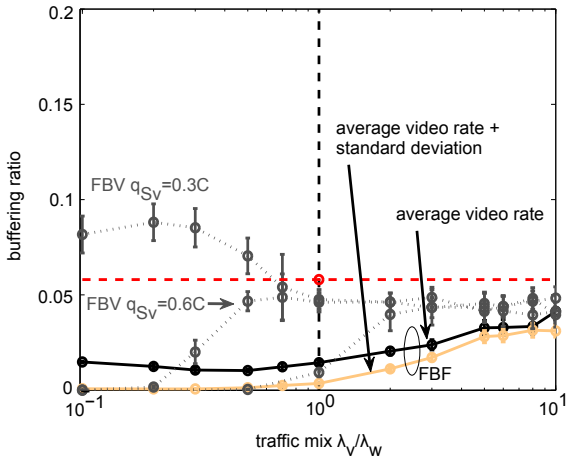 0.2
0.15
0.1
0.05
0
buffering ratio
average video rate +
standard deviation
FBV q_Sv=0.3C
average video rate
FBV q_Sv=0.6C
FBF
10^−1
10^0
10^1
traffic mix λ_V/λ_W